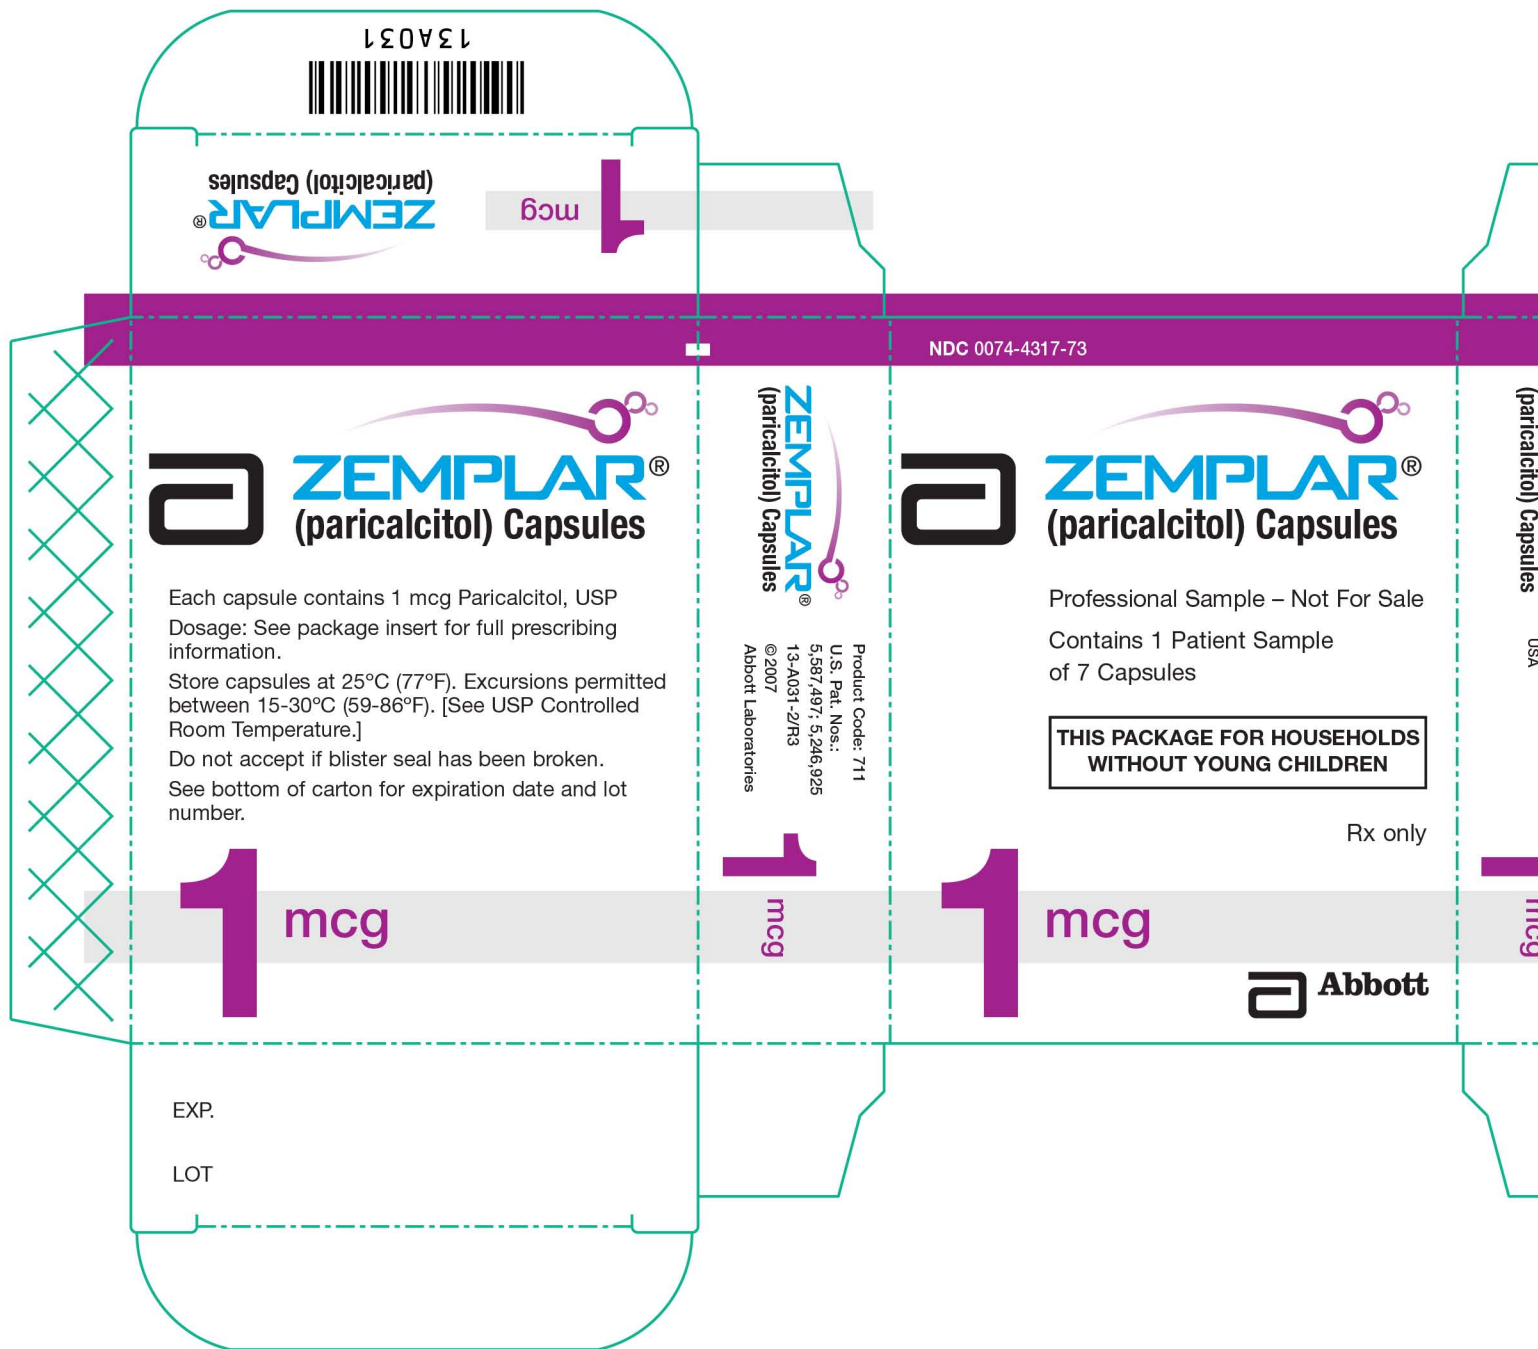 13A031
ZEMPLAR®
(paricalcitol) Capsules
1 mcg
NDC 0074-4317-73
ZEMPLAR®
(paricalcitol) Capsules
Each capsule contains 1 mcg Paricalcitol, USP
Dosage: See package insert for full prescribing
information.
Store capsules at 25ºC (77ºF). Excursions permitted
between 15-30ºC (59-86ºF). [See USP Controlled
Room Temperature.]
Do not accept if blister seal has been broken.
See bottom of carton for expiration date and lot
number.
1 mcg
ZEMPLAR®
(paricalcitol) Capsules
Product Code: 711
U.S. Pat. Nos.:
5,587,497; 5,246,925
13-A031-2/R3
©2007
Abbott Laboratories
1 mcg
ZEMPLAR®
(paricalcitol) Capsules
Professional Sample – Not For Sale
Contains 1 Patient Sample
of 7 Capsules
THIS PACKAGE FOR HOUSEHOLDS
WITHOUT YOUNG CHILDREN
Rx only
1 mcg
Abbott
(paricalcitol) Capsules
USA
1 mcg
EXP.
LOT